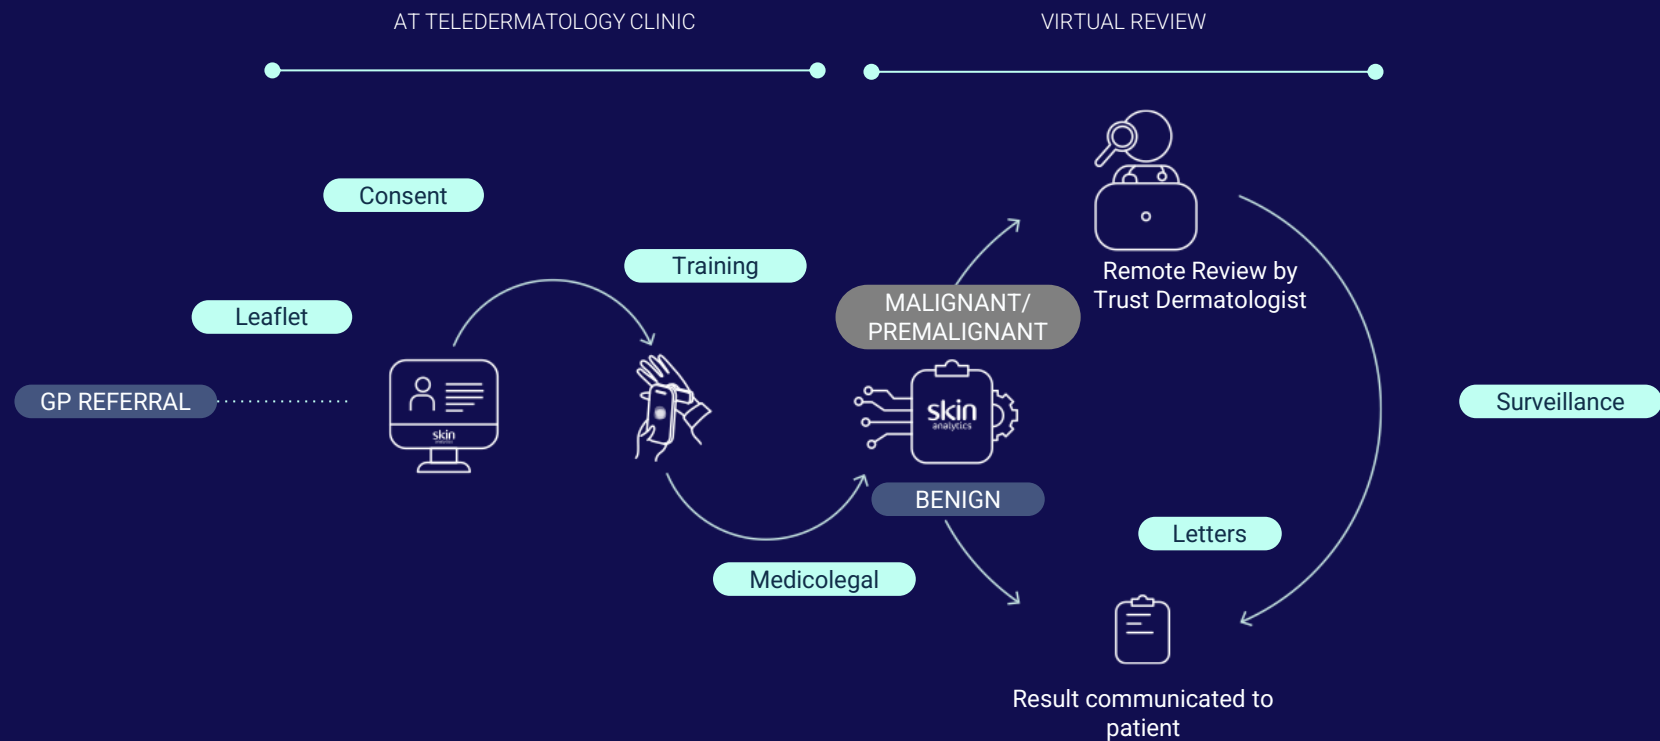 AT TELEDERMATOLOGY CLINIC
VIRTUAL REVIEW
Consent
Training
Leaflet
GP REFERRAL
skin
MALIGNANT/
PREMALIGNANT
skin
analytics
BENIGN
Medicolegal
Remote Review by
Trust Dermatologist
Surveillance
Letters
Result communicated to
patient